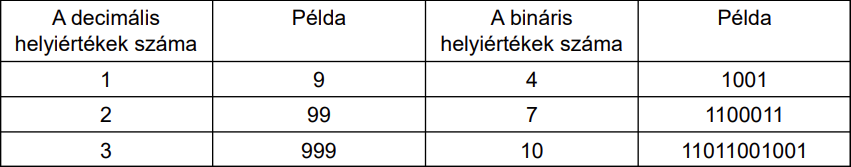 A decimális helyiértékek száma Példa A bináris helyiértékek száma Példa
1 9 4 1001
2 99 7 1100011
3 999 10 11011001001